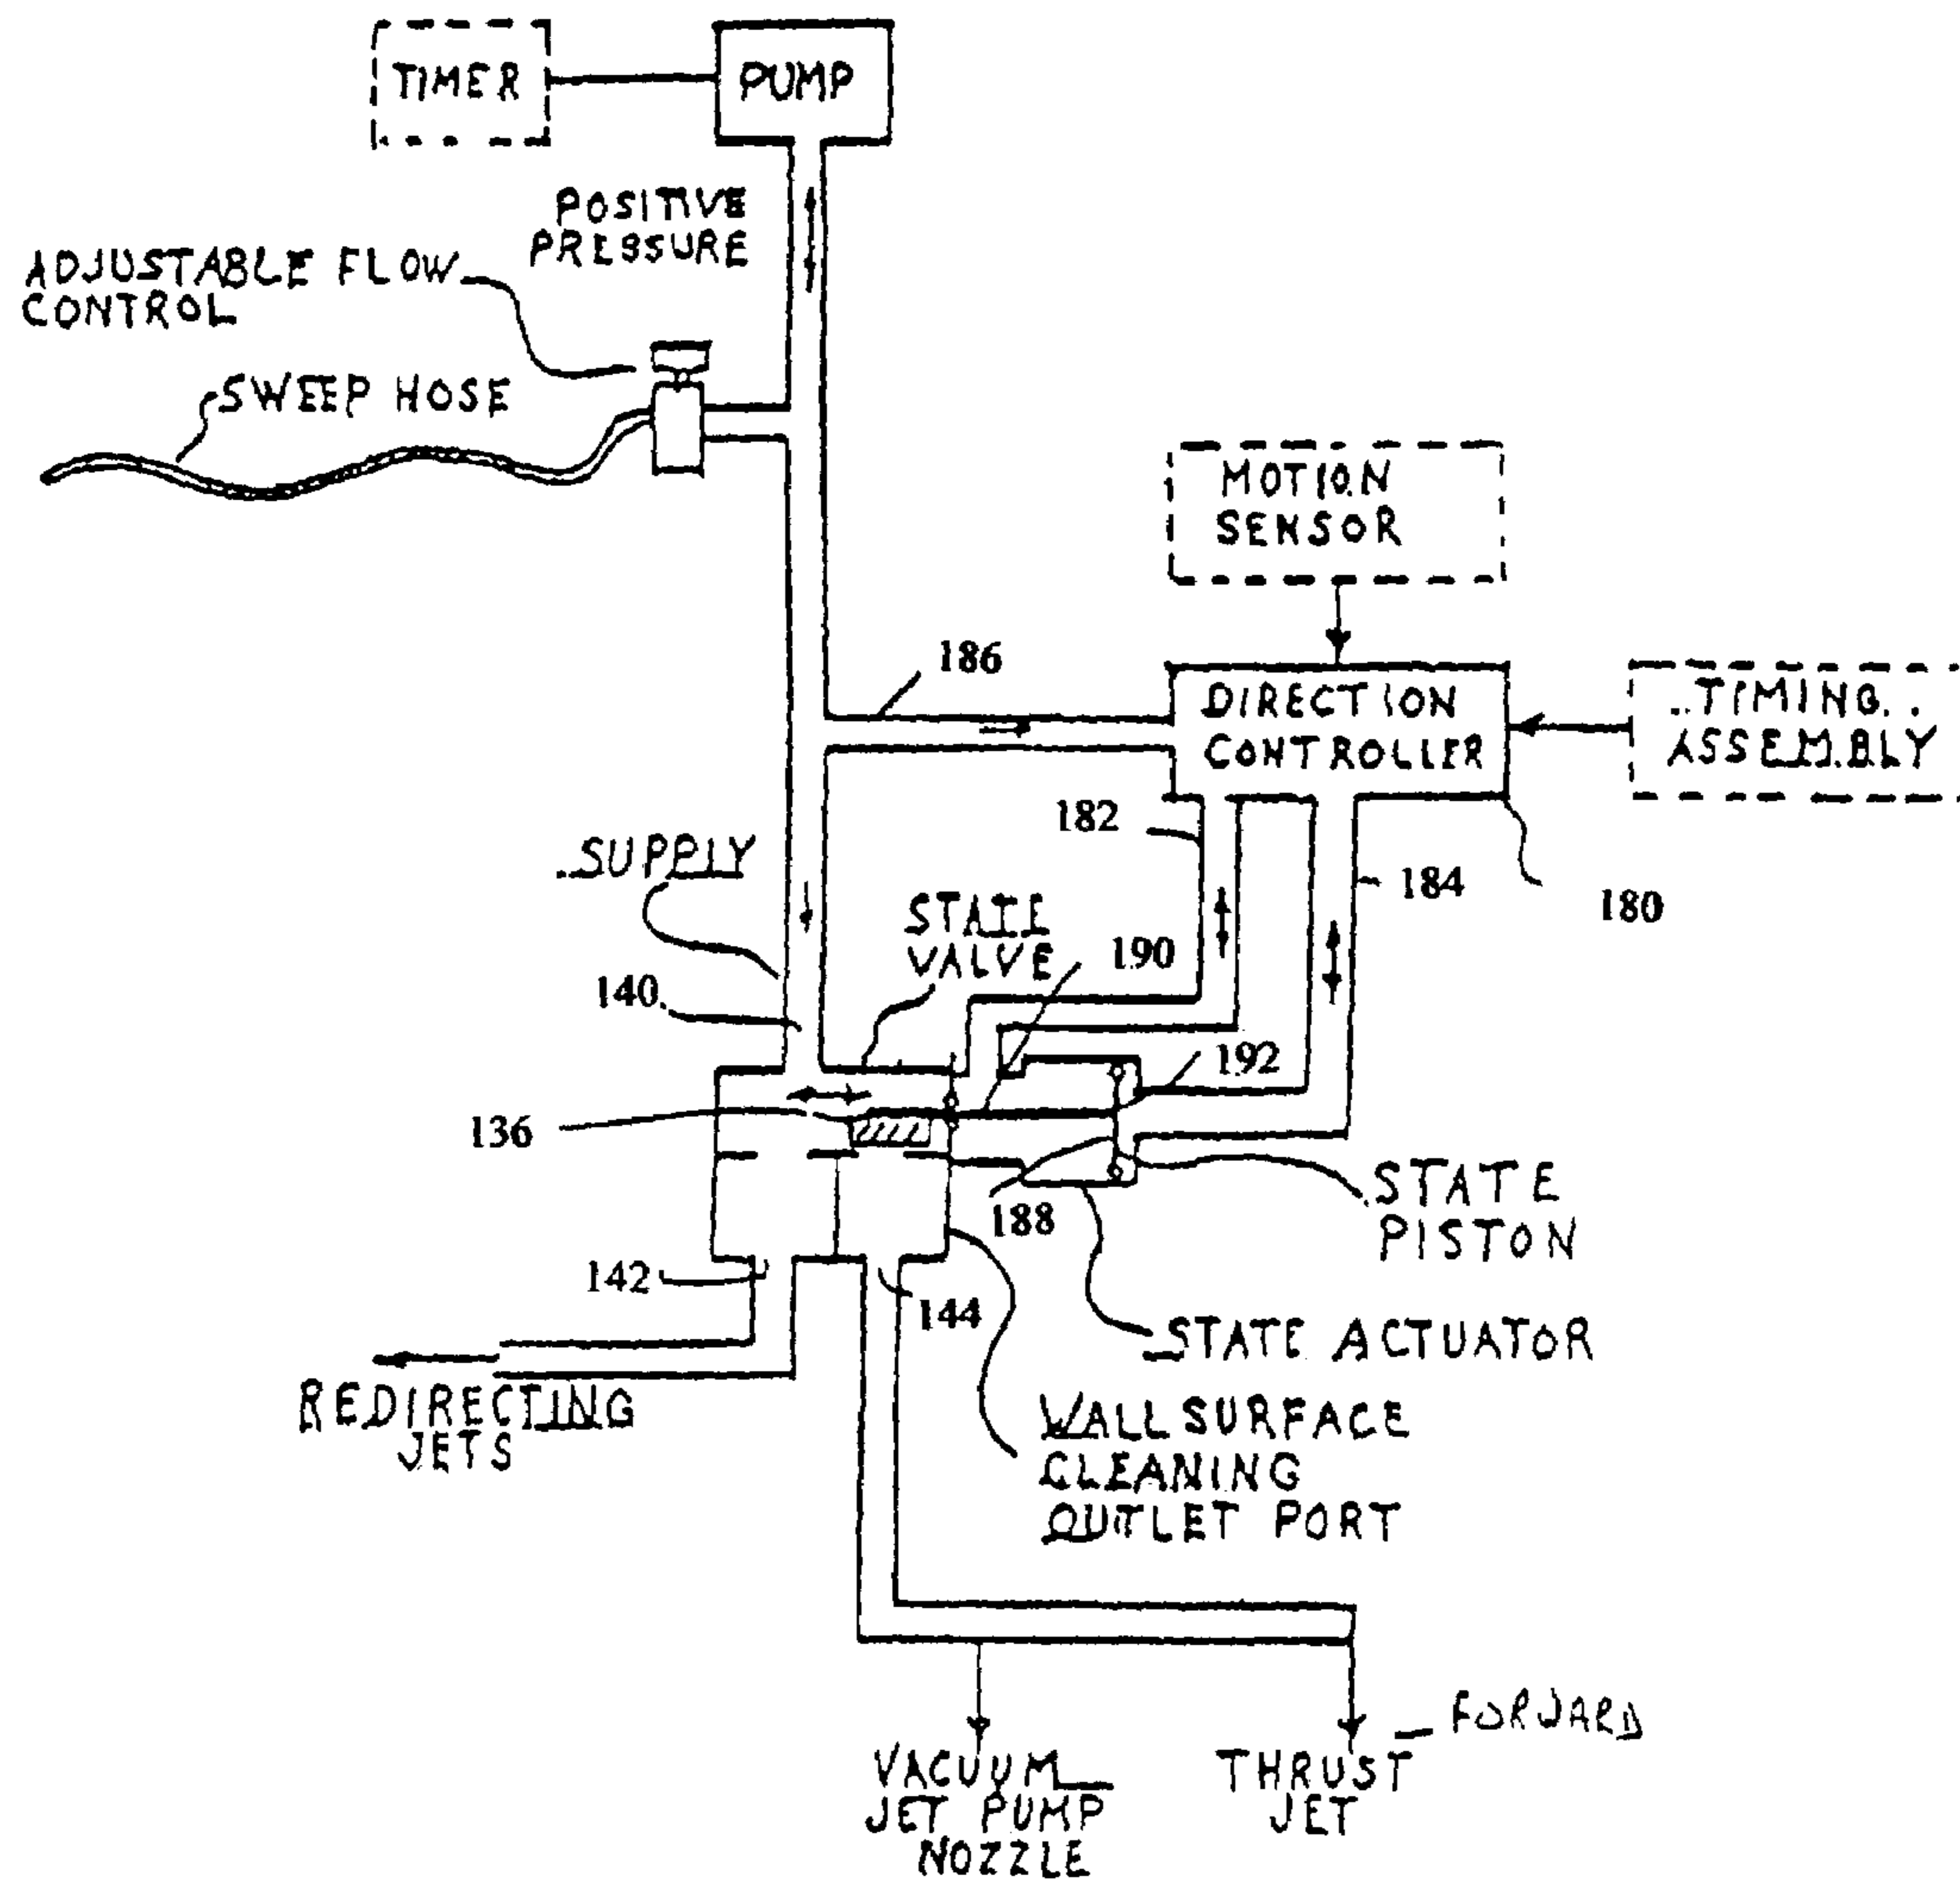 TIMER
PUMP
POSITIVE
PRESSURE
ADJUSTABLE FLOW
CONTROL
SWEEP HOSE
MOTION
SENSOR
186
DIRECTION
CONTROLLER
TIMING
ASSEMBLY
182
184
180
SUPPLY
STATE
VALVE
190
140
192
136
188
STATE
PISTON
142
144
STATE ACTUATOR
REDIRECTING
JETS
WALL SURFACE
CLEANING
OUTLET PORT
FORWARD
VACUUM
JET PUMP
NOZZLE
THRUST
JET